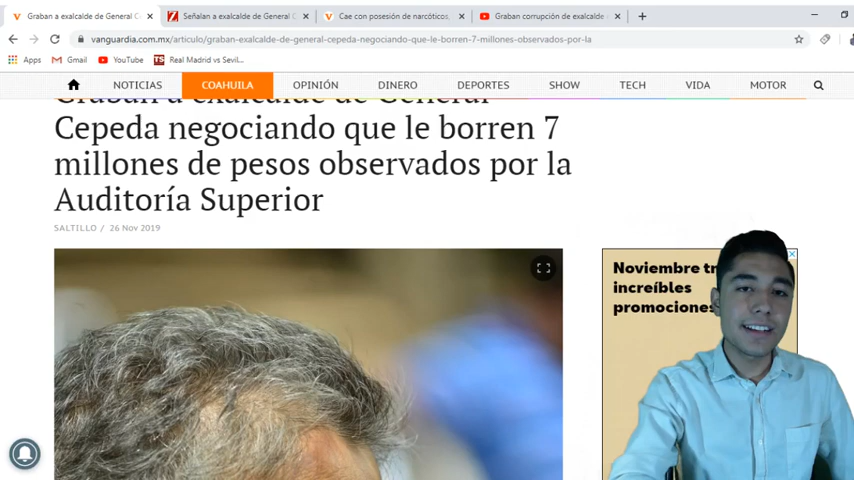 Graban a exalcalde de General C
Señalan a exalcalde de General D
Cae con posesión de narcóticos,
Graban corrupción de exalcalde
vanguardia.com.mx/articulo/graban-exalcalde-de-general-cepeda-negociando-que-le-borren-7-millones-observados-por-la
Apps Gmail YouTube TS Real Madrid vs Sevil...
NOTICIAS COAHUILA OPINIÓN DINERO DEPORTES SHOW TECH VIDA MOTOR
Graban a exalcalde de General
Cepeda negociando que le borren 7
millones de pesos observados por la
Auditoría Superior
SALTILLO / 26 Nov 2019
Noviembre tr
increíbles
promociones